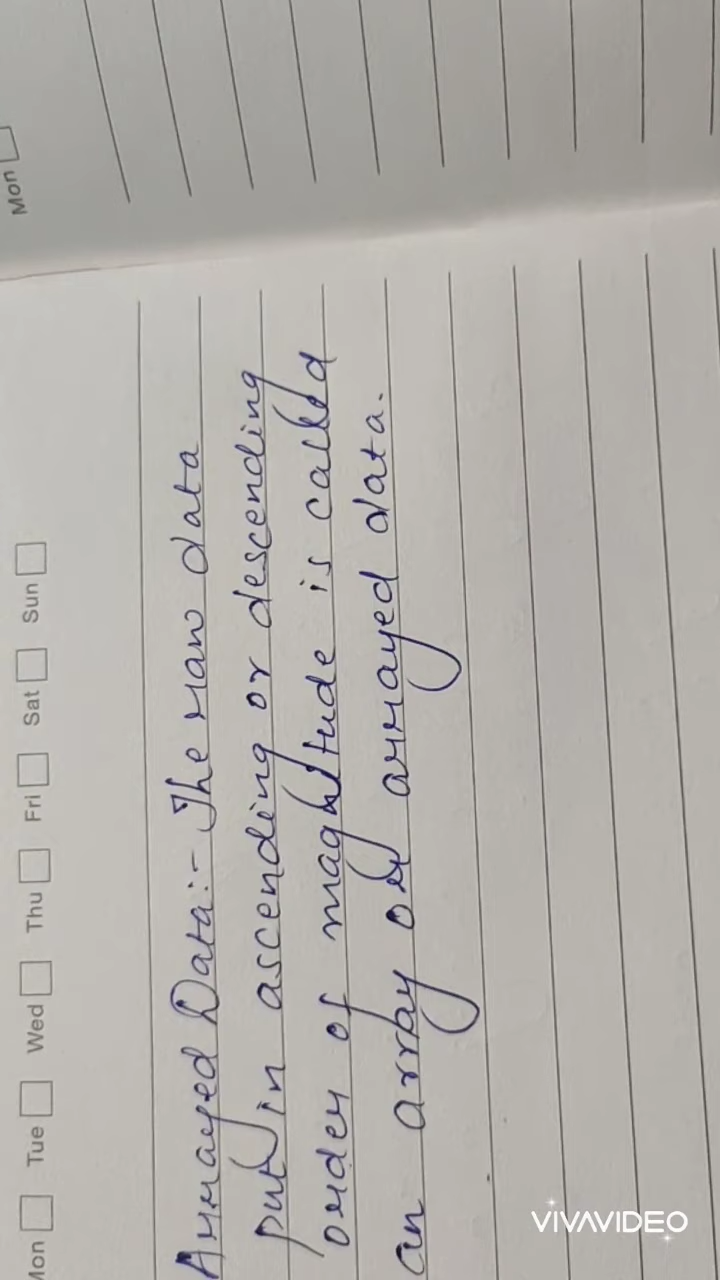 Mon Tue Wed Thu Fri Sat Sun
Mon
Arrayed Data:- The raw data
put in ascending or descending
order of magnitude is called
an array or arrayed data.
VIVAVIDEO